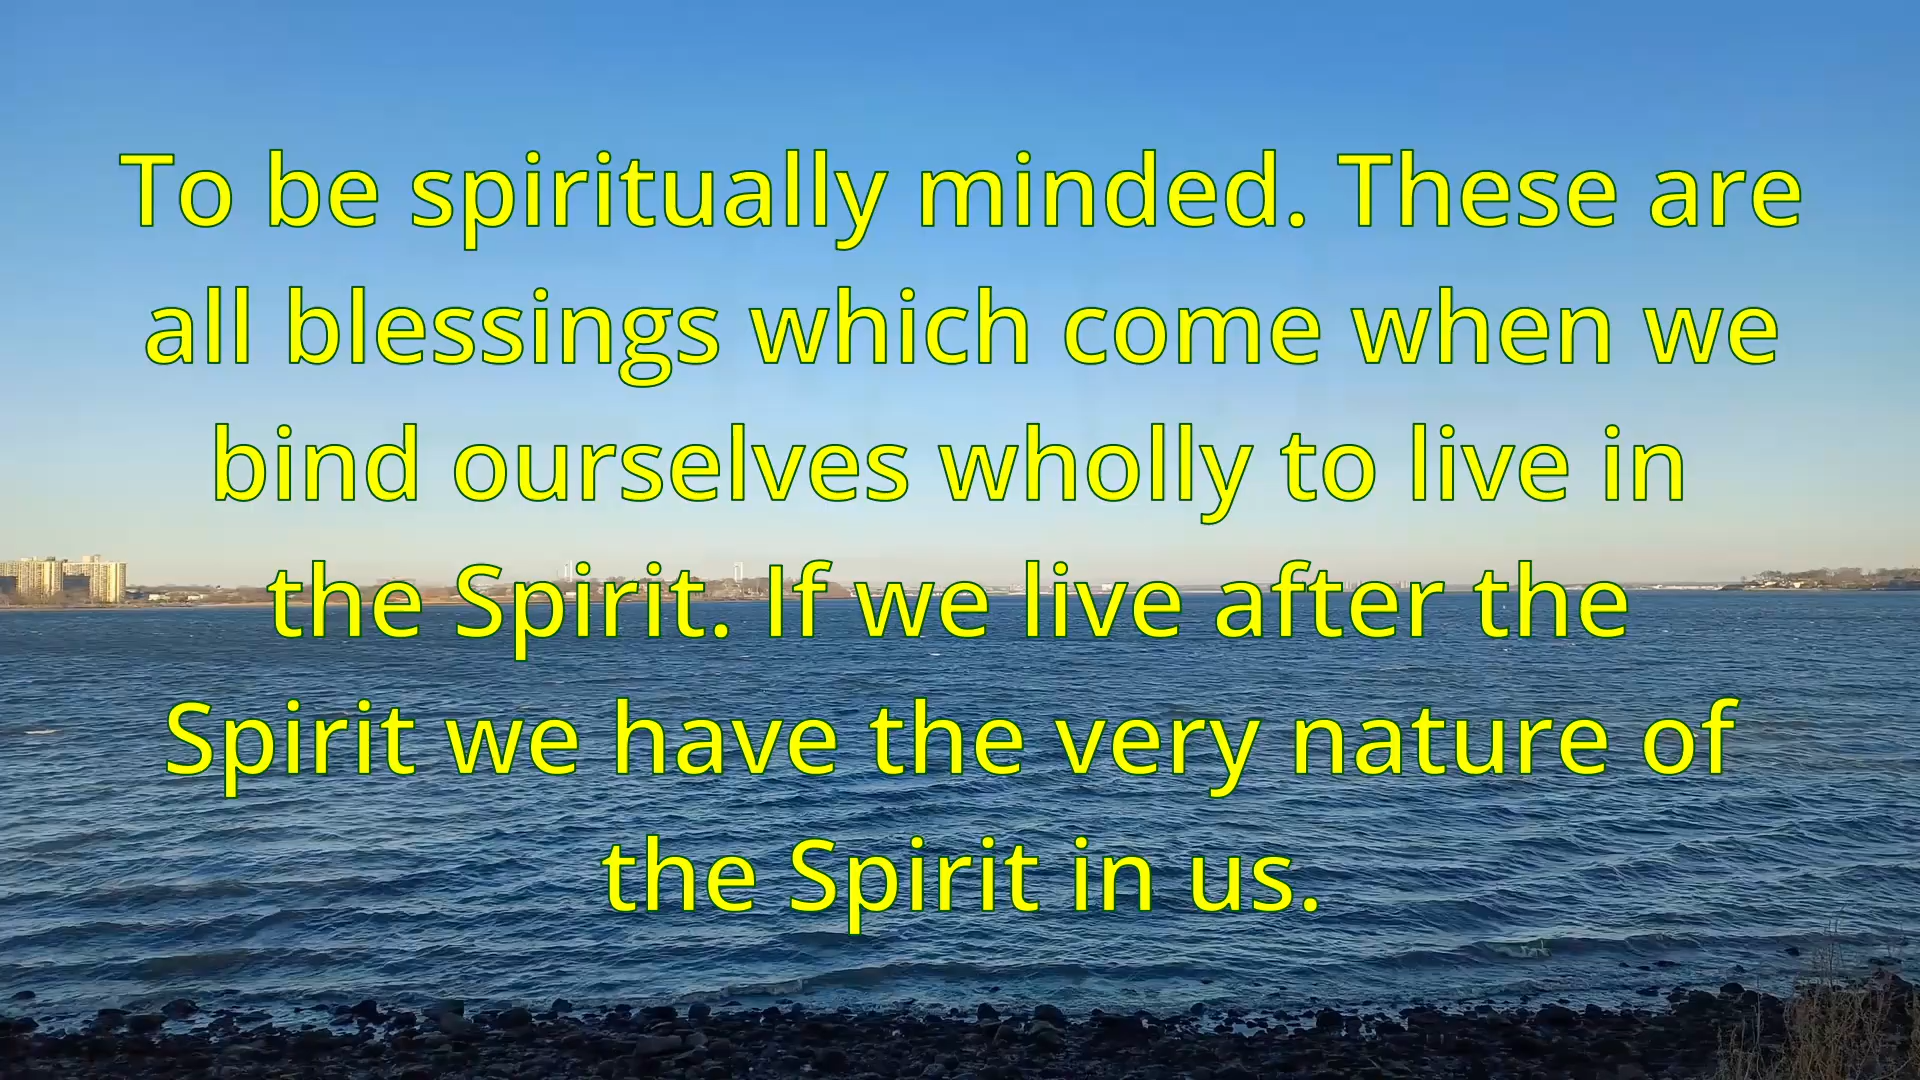 To be spiritually minded. These are
all blessings which come when we
bind ourselves wholly to live in
the Spirit. If we live after the
Spirit we have the very nature of
the Spirit in us.